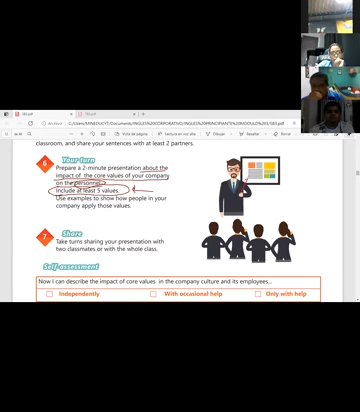 Archivo
C:/Users/MINEDUCYT/Documents/INGLES%20CORPORATIVO/INGLES%20PRINCIPIANTE%20MODULO%20
Vista de página
Lectura en voz alta
Dibujar
Resaltar
Borrar
classroom, and share your sentences with at least 2 partners.
6 Your turn
Prepare a 2-minute presentation about the
impact of the core values of your company
on the personnel.
Include at least 5 values.
Use examples to show how people in your
company apply those values.
7 Share
Take turns sharing your presentation with
two classmates or with the whole class.
Self-assessment
Now I can describe the impact of core values in the company culture and its employees...
Independently
With occasional help
Only with help